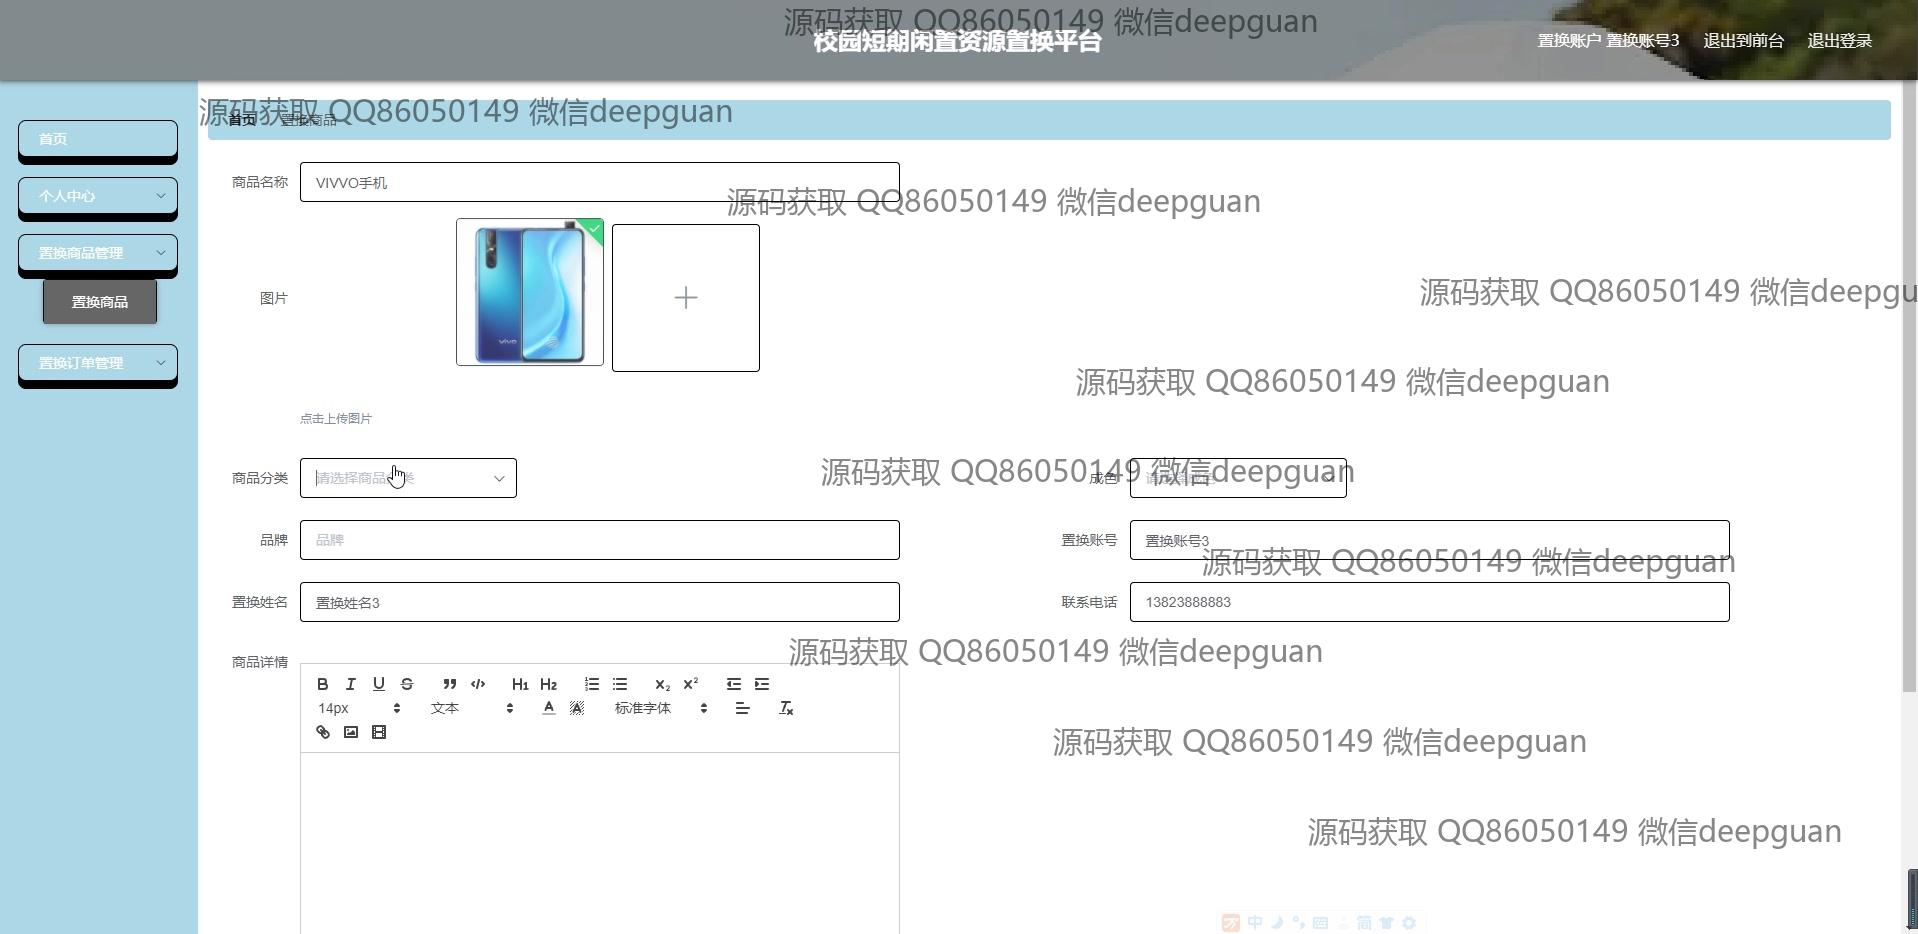 源码获取 QQ86050149 微信deepguan
校园短期闲置资源置换平台
置换账户 置换账号3 退出到前台 退出登录
源码获取 QQ86050149 微信deepguan
首页 置换商品
首页
个人中心
置换商品管理
置换商品
置换订单管理
商品名称 VIVVO手机
源码获取 QQ86050149 微信deepguan
图片
vivo
源码获取 QQ86050149 微信deepgu
源码获取 QQ86050149 微信deepguan
点击上传图片
商品分类 请选择商品分类
成色
源码获取 QQ86050149 微信deepguan
品牌 品牌
置换账号 置换账号3
源码获取 QQ86050149 微信deepguan
置换姓名 置换姓名3
联系电话 13823888883
源码获取 QQ86050149 微信deepguan
商品详情
B I U S H1 H2 X2 X2
14px 文本 A A 标准字体 Tx
源码获取 QQ86050149 微信deepguan
源码获取 QQ86050149 微信deepguan
中 简